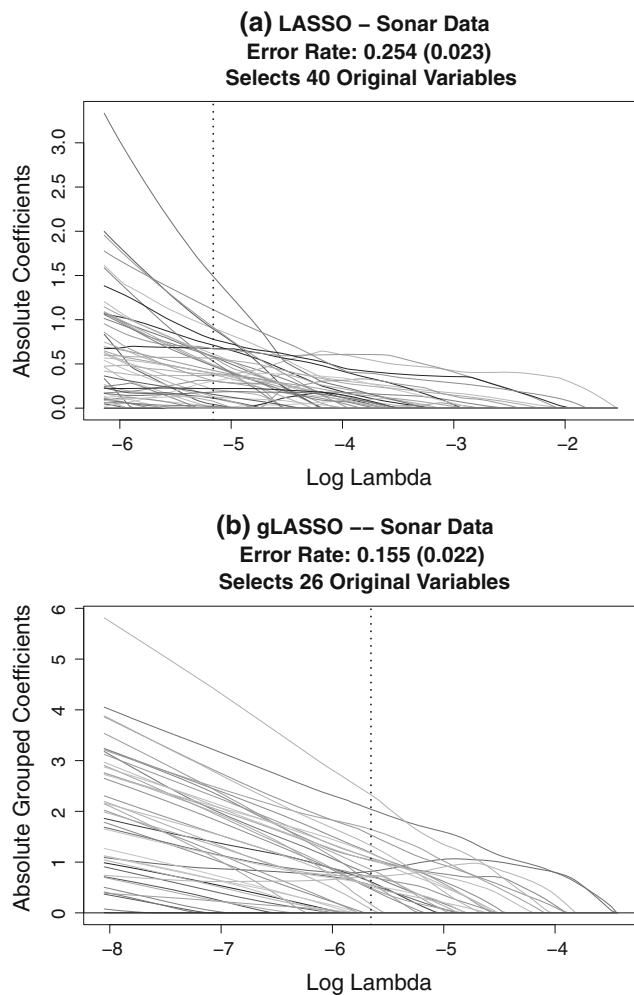 (a) LASSO – Sonar Data
Error Rate: 0.254 (0.023)
Selects 40 Original Variables
Absolute Coefficients
3.0
2.5
2.0
1.5
1.0
0.5
0.0
−6 −5 −4 −3 −2
Log Lambda
(b) gLASSO −− Sonar Data
Error Rate: 0.155 (0.022)
Selects 26 Original Variables
Absolute Grouped Coefficients
6
5
4
3
2
1
0
−8 −7 −6 −5 −4
Log Lambda